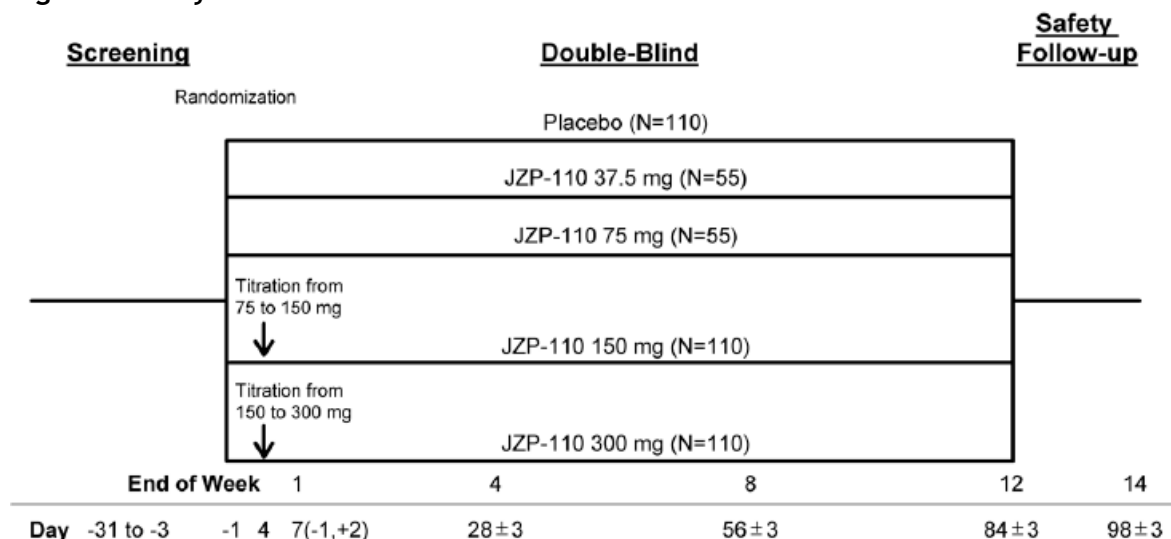 Screening
Double-Blind
Safety
Follow-up
Randomization
Placebo (N=110)
JZP-110 37.5 mg (N=55)
JZP-110 75 mg (N=55)
Titration from
75 to 150 mg
JZP-110 150 mg (N=110)
Titration from
150 to 300 mg
JZP-110 300 mg (N=110)
End of Week 1 4 8 12 14
Day -31 to -3 -1 4 7(-1,+2) 28±3 56±3 84±3 98±3